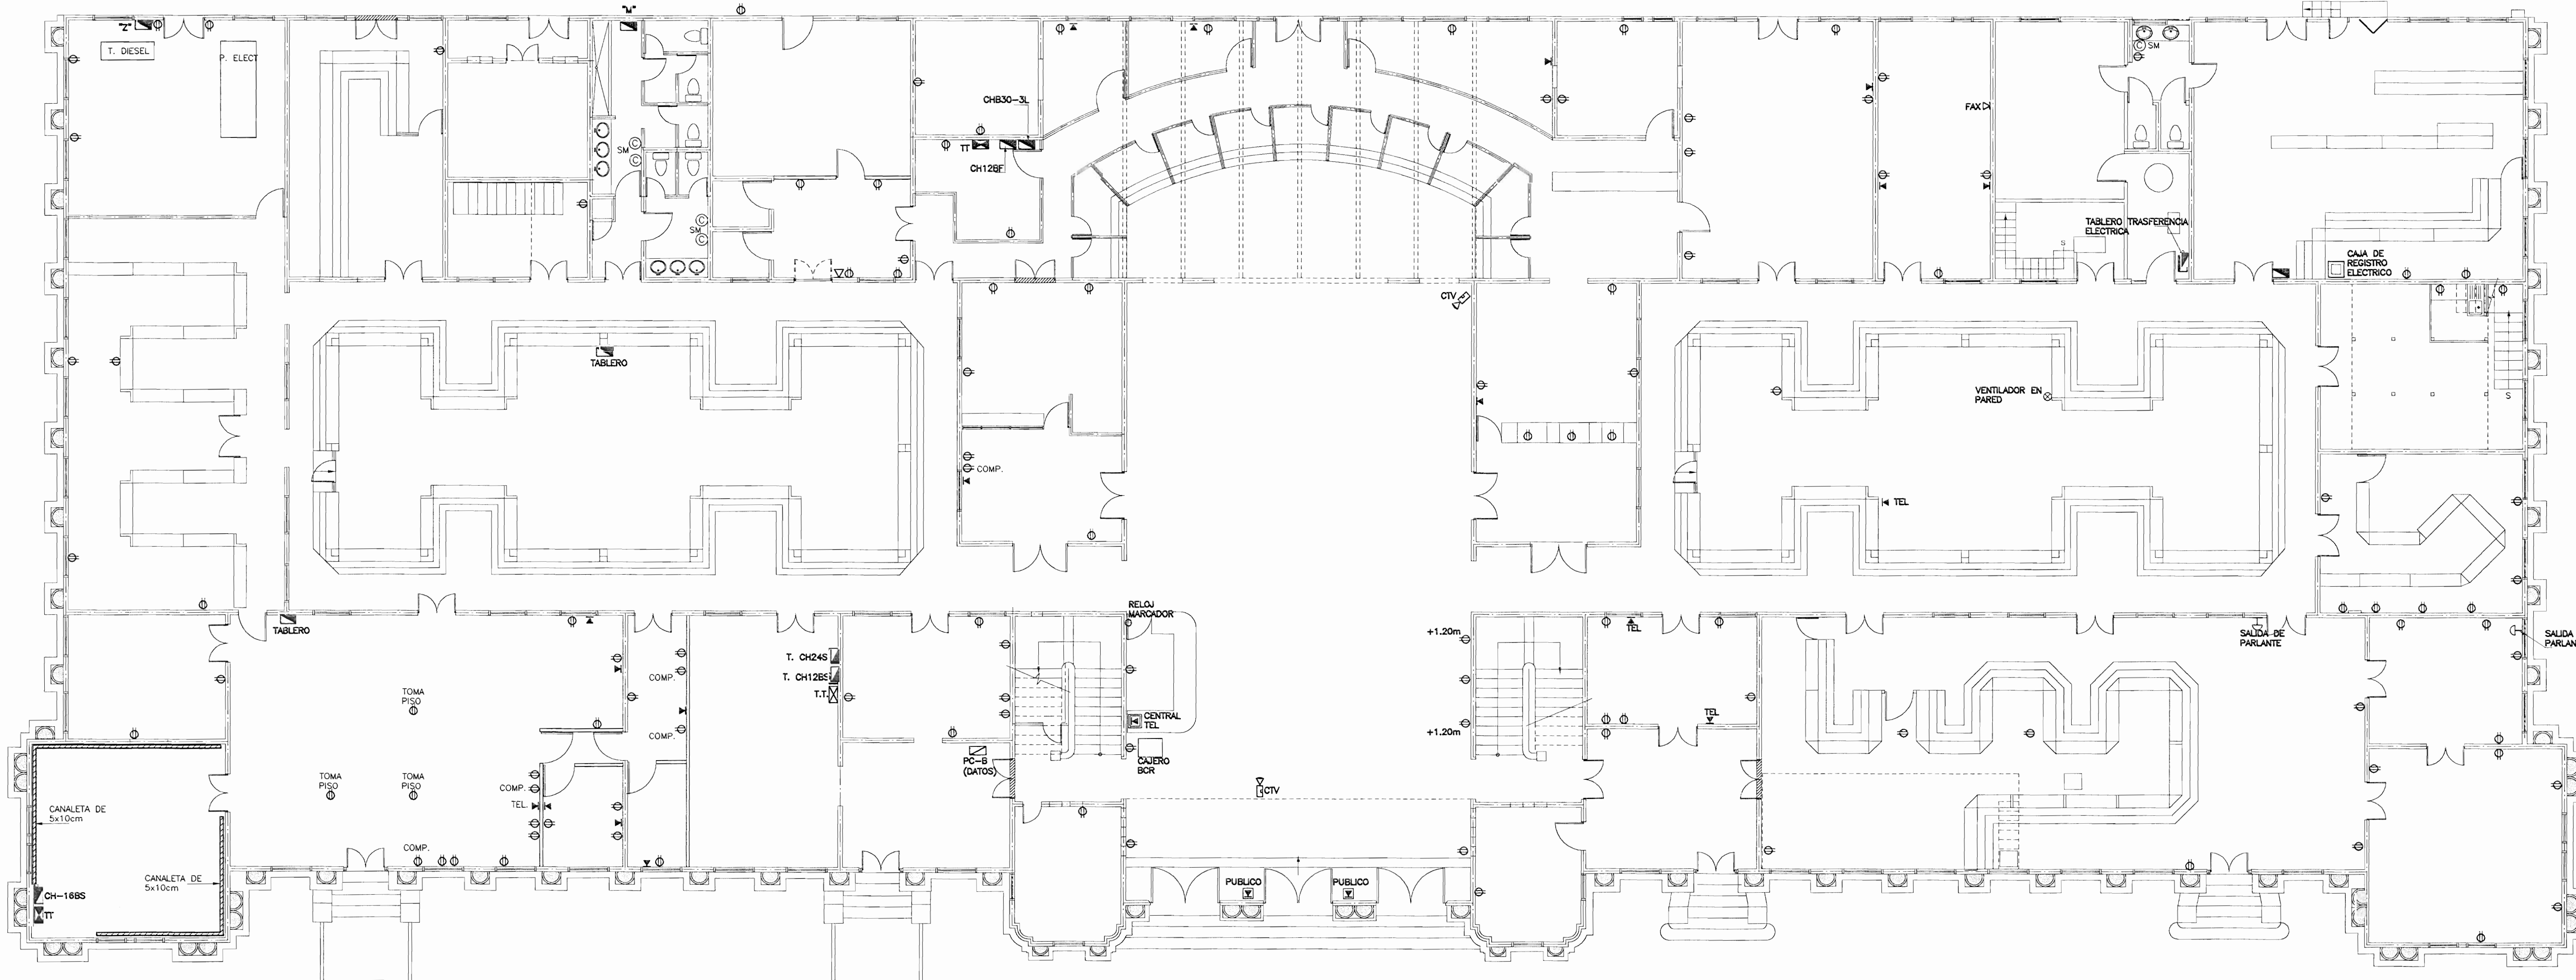 "Z"
"M"
T. DIESEL
P. ELECT
C
SM
CHB30-3L
FAX
SM
C
C
TT
CH12BF
C
SM
C
TABLERO TRASFERENCIA
ELECTRICA
S
CAJA DE
REGISTRO
ELECTRICO
CTV
TABLERO
VENTILADOR EN
PARED
S
COMP.
TEL
RELOJ
MARCADOR
TABLERO
+1.20m
TEL
SALIDA DE
PARLANTE
SALIDA
PARLAN
T. CH24S
T. CH12BS
T.T.
COMP.
TOMA
PISO
CENTRAL
TEL
TEL
COMP.
+1.20m
PC-B
(DATOS)
CAJERO
BCR
TOMA
PISO
TOMA
PISO
COMP.
TEL.
CTV
CANALETA DE
5x10cm
COMP.
CANALETA DE
5x10cm
PUBLICO
PUBLICO
CH-16BS
TT